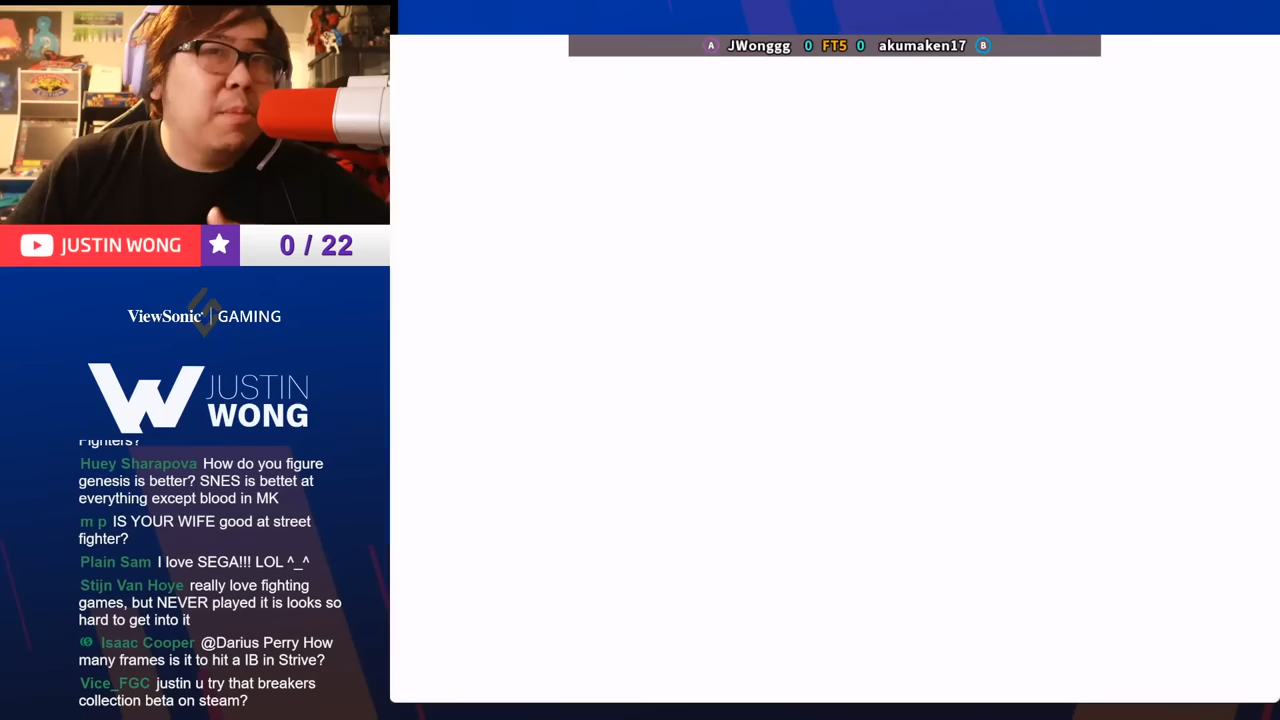 A JWonggg 0 FT5 0 akumaken17 B
JUSTIN WONG 0 / 22
ViewSonic GAMING
W JUSTIN
WONG
Fighters?
Huey Sharapova How do you figure
genesis is better? SNES is bettet at
everything except blood in MK
m p IS YOUR WIFE good at street
fighter?
Plain Sam I love SEGA!!! LOL ^_^
Stijn Van Hoye really love fighting
games, but NEVER played it is looks so
hard to get into it
Isaac Cooper @Darius Perry How
many frames is it to hit a IB in Strive?
Vice_FGC justin u try that breakers
collection beta on steam?